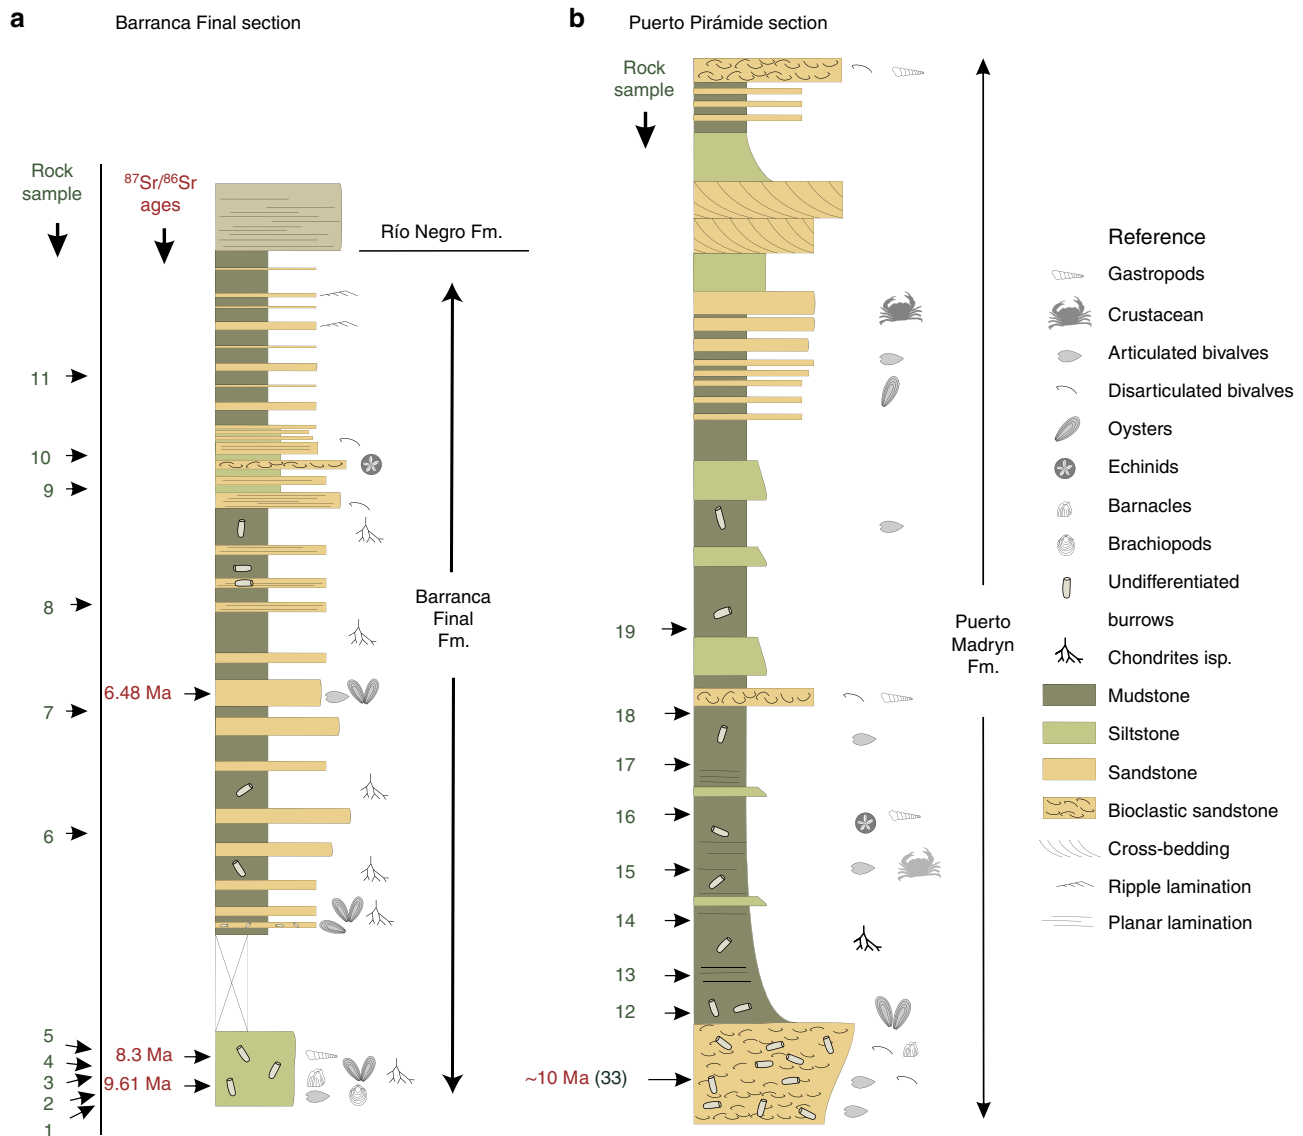 a
Barranca Final section
Rock
sample
87Sr/86Sr
ages
Río Negro Fm.
11
10
9
8
6.48 Ma
7
6
5
4
3
2
1
8.3 Ma
9.61 Ma
Barranca
Final
Fm.
b
Puerto Pirámide section
Rock
sample
19
18
17
16
15
14
13
12
~10 Ma (33)
Puerto
Madryn
Fm.
Reference
Gastropods
Crustacean
Articulated bivalves
Disarticulated bivalves
Oysters
Echinids
Barnacles
Brachiopods
Undifferentiated
burrows
Chondrites isp.
Mudstone
Siltstone
Sandstone
Bioclastic sandstone
Cross-bedding
Ripple lamination
Planar lamination